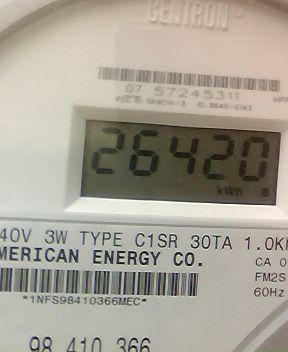 CENTRON®
07 57245311
26420
kWh
40V 3W TYPE C1SR 30TA 1.0K
MERICAN ENERGY CO.
CA 0
FM2S
60Hz
*1NFS98410366MEC*
98 410 366